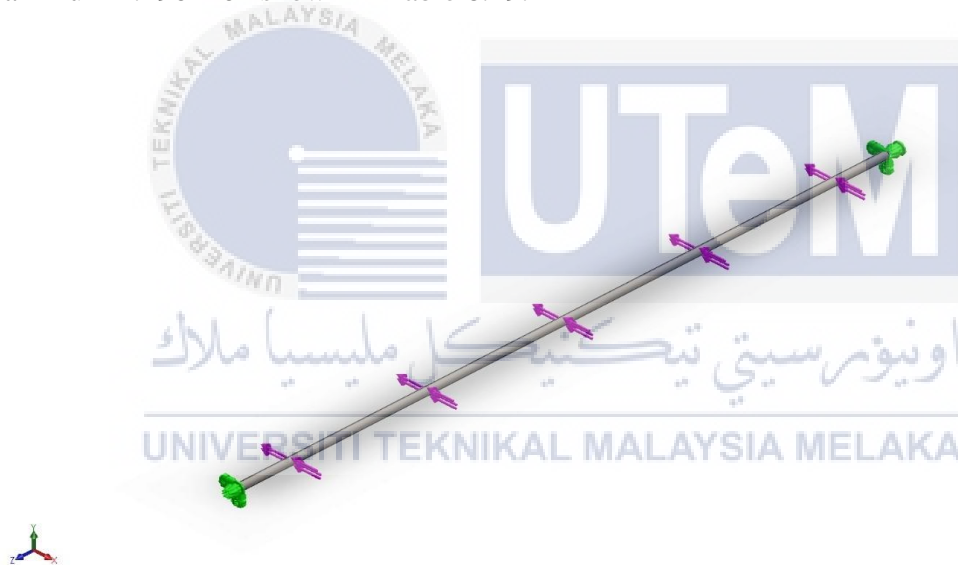 UNIVERSITI TEKNIKAL MALAYSIA MELAKA
UTeM
اونيۏرسيتي تيكنيكل مليسيا ملاك
UNIVERSITI TEKNIKAL MALAYSIA MELAKA
Y
Z
X